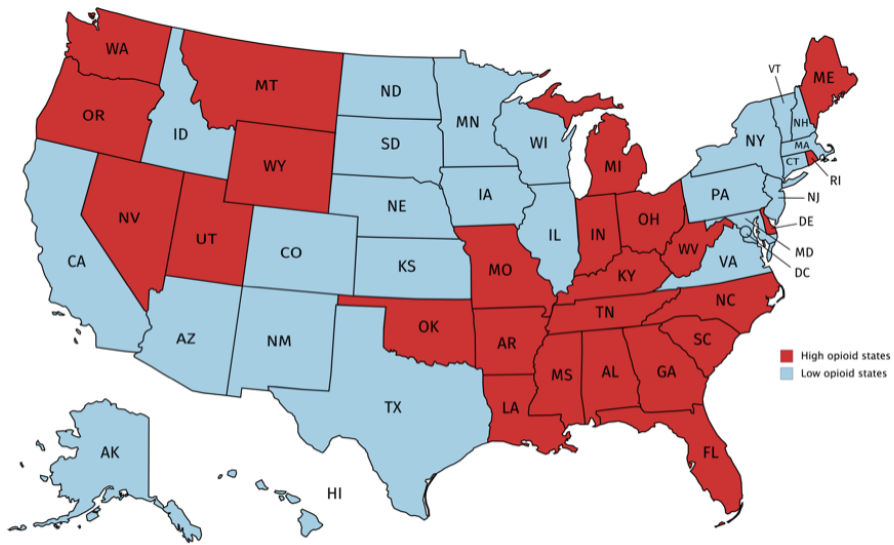 WA
MT
ND
VT
ME
OR
MN
ID
SD
WI
NY
NH
MA
WY
MI
CT
RI
NE
IA
PA
NJ
NV
UT
CO
IL
IN
OH
DE
CA
KS
MO
WV
VA
MD
DC
KY
NC
AZ
NM
OK
TN
AR
SC
High opioid states
Low opioid states
MS
AL
GA
TX
LA
AK
FL
HI